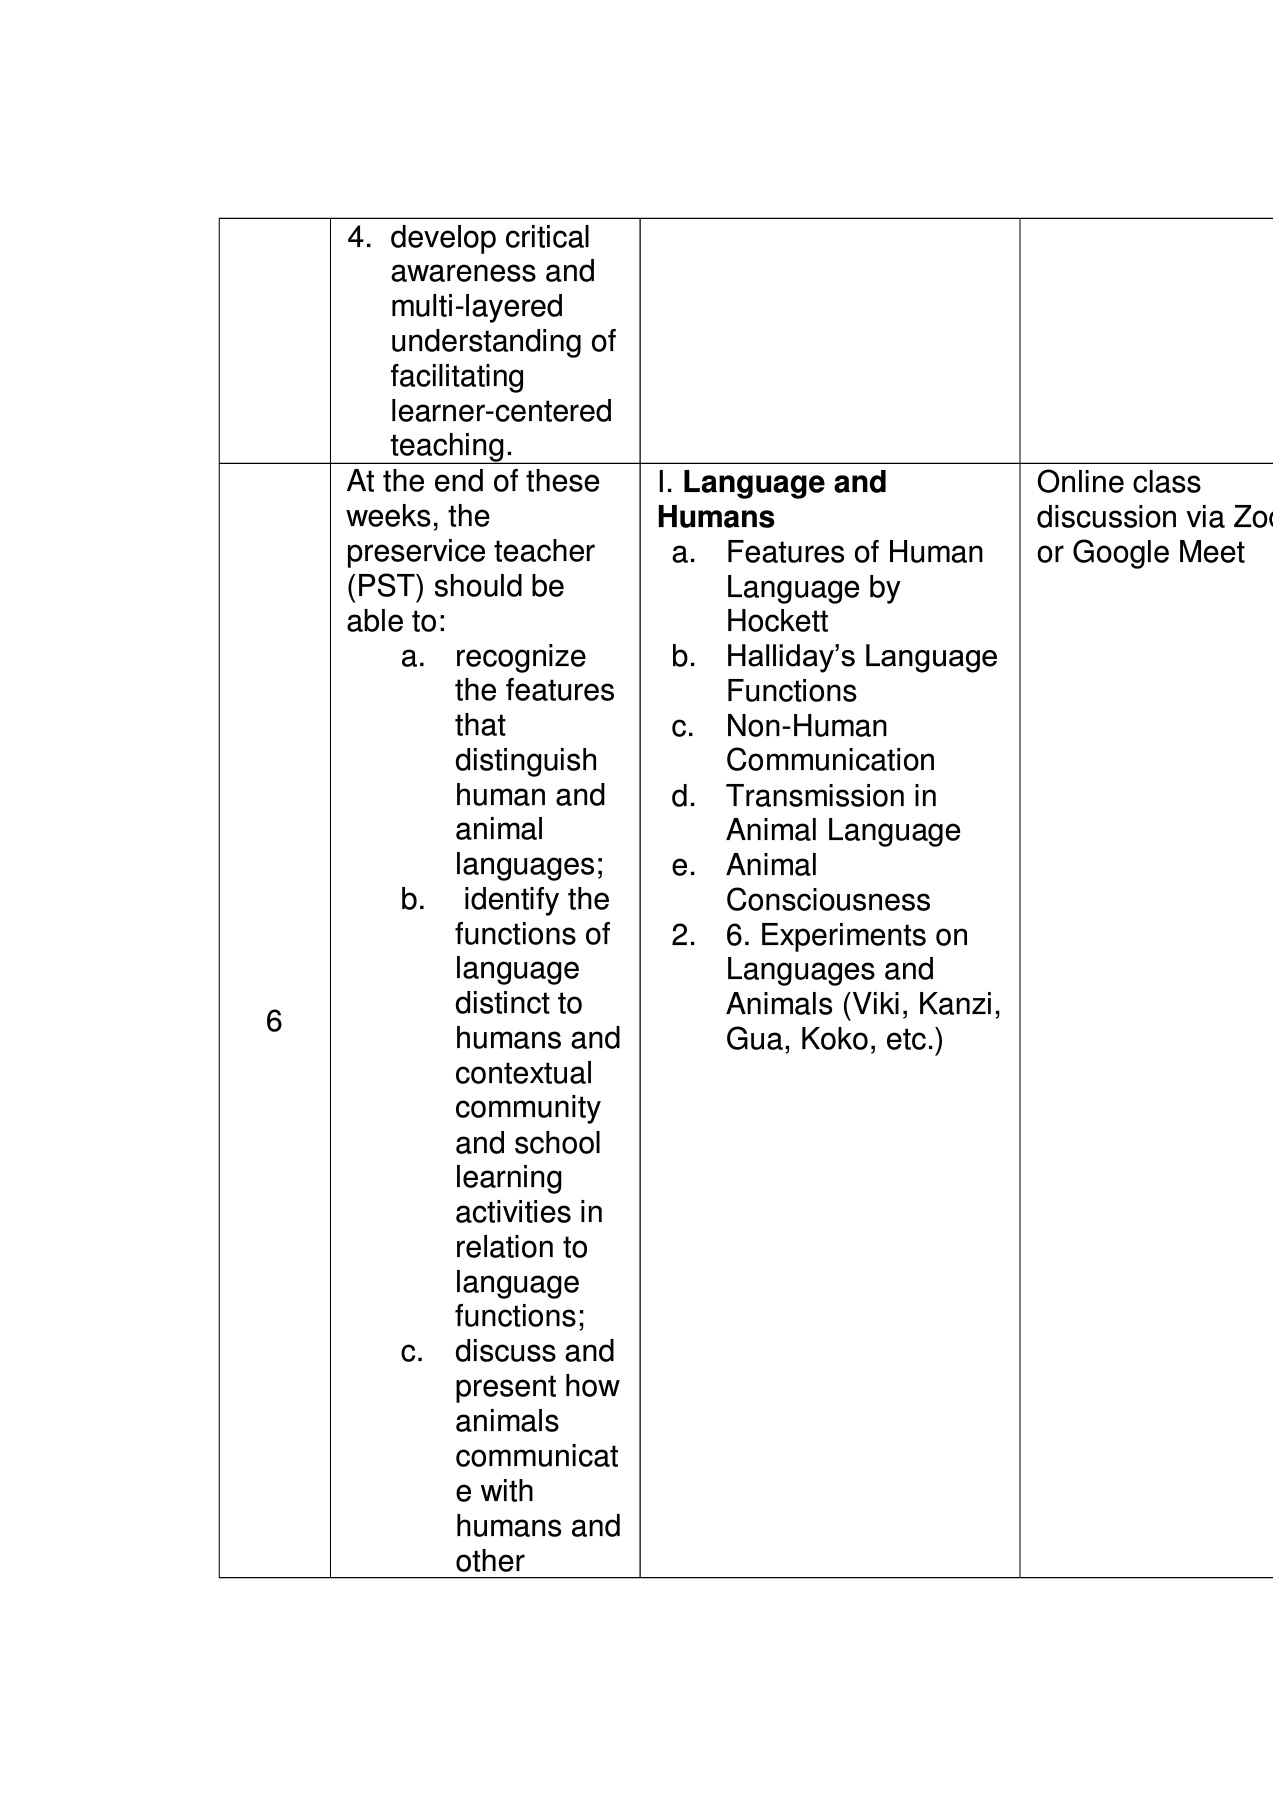 4. develop critical
awareness and
multi-layered
understanding of
facilitating
learner-centered
teaching.
6
At the end of these
weeks, the
preservice teacher
(PST) should be
able to:
a. recognize
the features
that
distinguish
human and
animal
languages;
b. identify the
functions of
language
distinct to
humans and
contextual
community
and school
learning
activities in
relation to
language
functions;
c. discuss and
present how
animals
communicat
e with
humans and
other
I. Language and
Humans
a. Features of Human
Language by
Hockett
b. Halliday’s Language
Functions
c. Non-Human
Communication
d. Transmission in
Animal Language
e. Animal
Consciousness
2. 6. Experiments on
Languages and
Animals (Viki, Kanzi,
Gua, Koko, etc.)
Online class
discussion via
or Google Meet